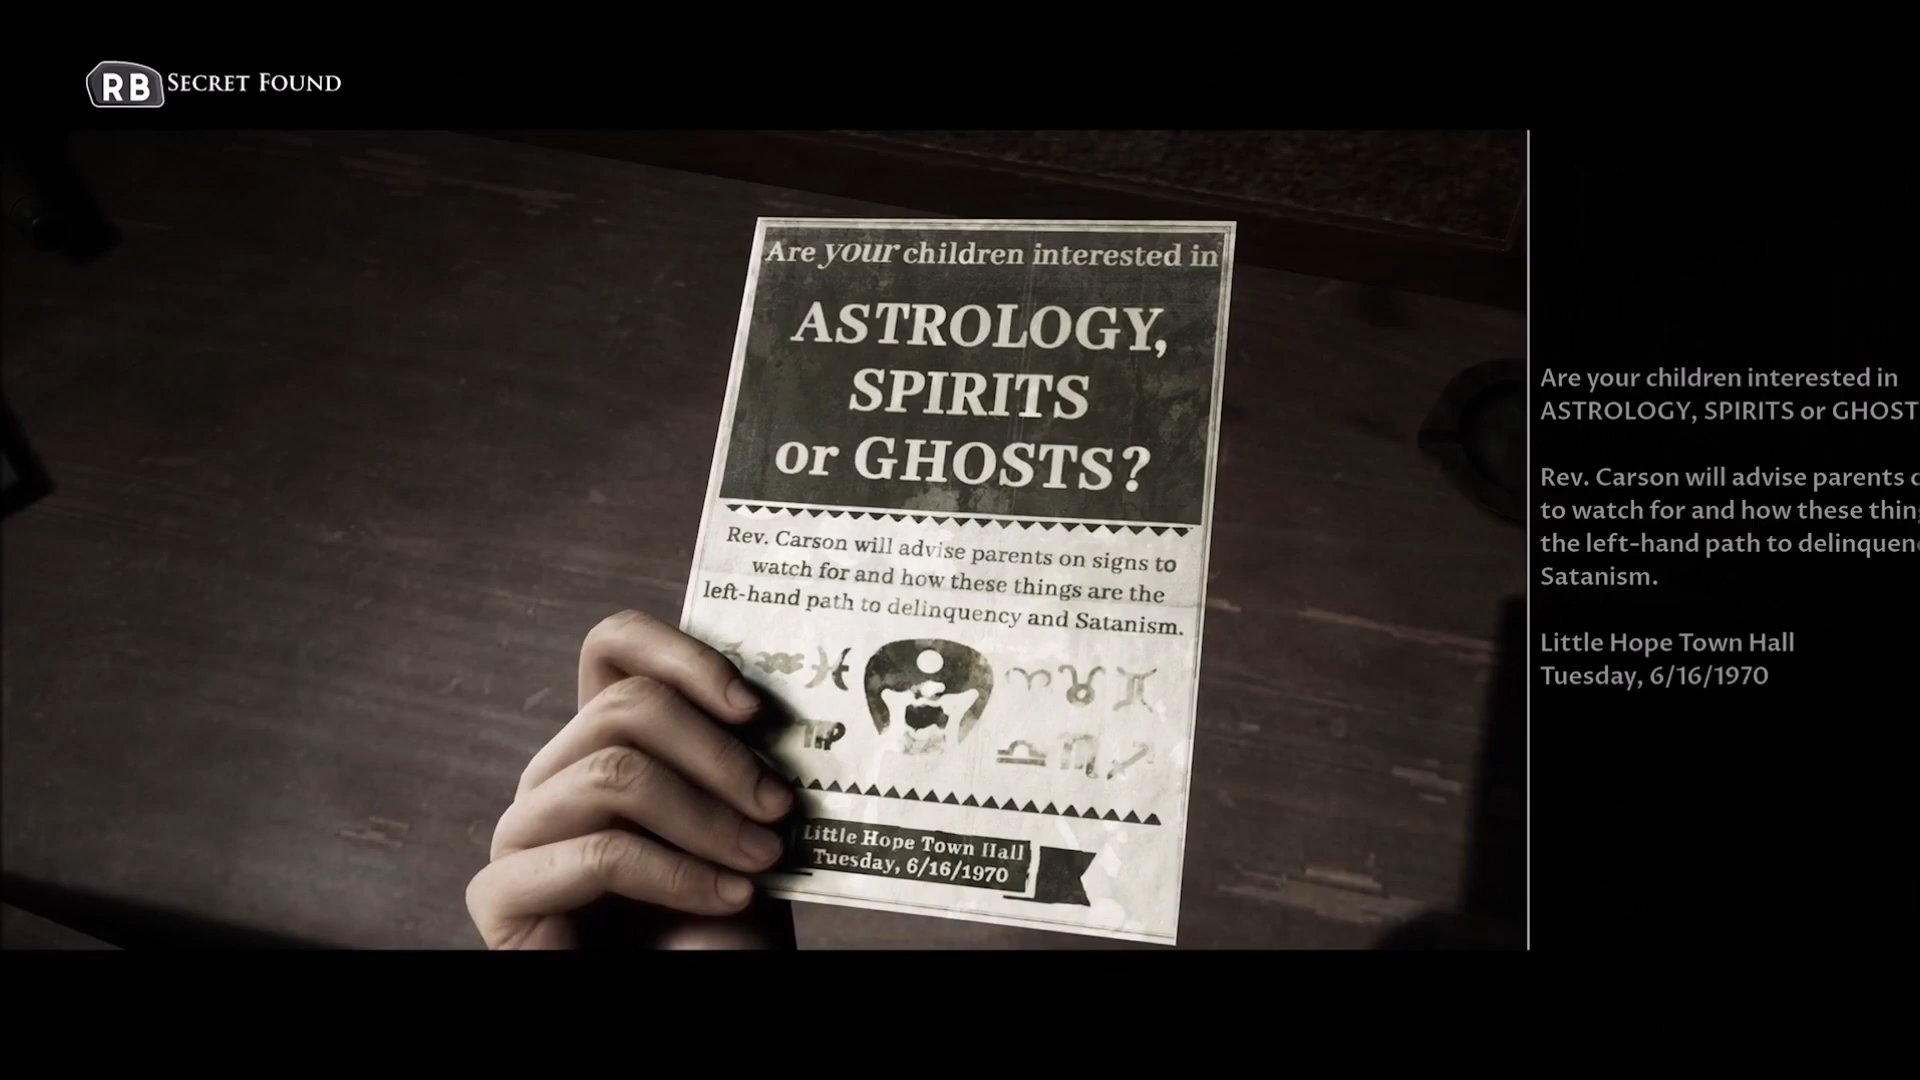 RB SECRET FOUND
Are your children interested in
ASTROLOGY,
SPIRITS
or GHOSTS?
Rev. Carson will advise parents on signs to
watch for and how these things are the
left-hand path to delinquency and Satanism.
Little Hope Town Hall
Tuesday, 6/16/1970
Are your children interested in
ASTROLOGY, SPIRITS or GHOST
Rev. Carson will advise parents
to watch for and how these
the left-hand path to
Satanism.
Little Hope Town Hall
Tuesday, 6/16/1970